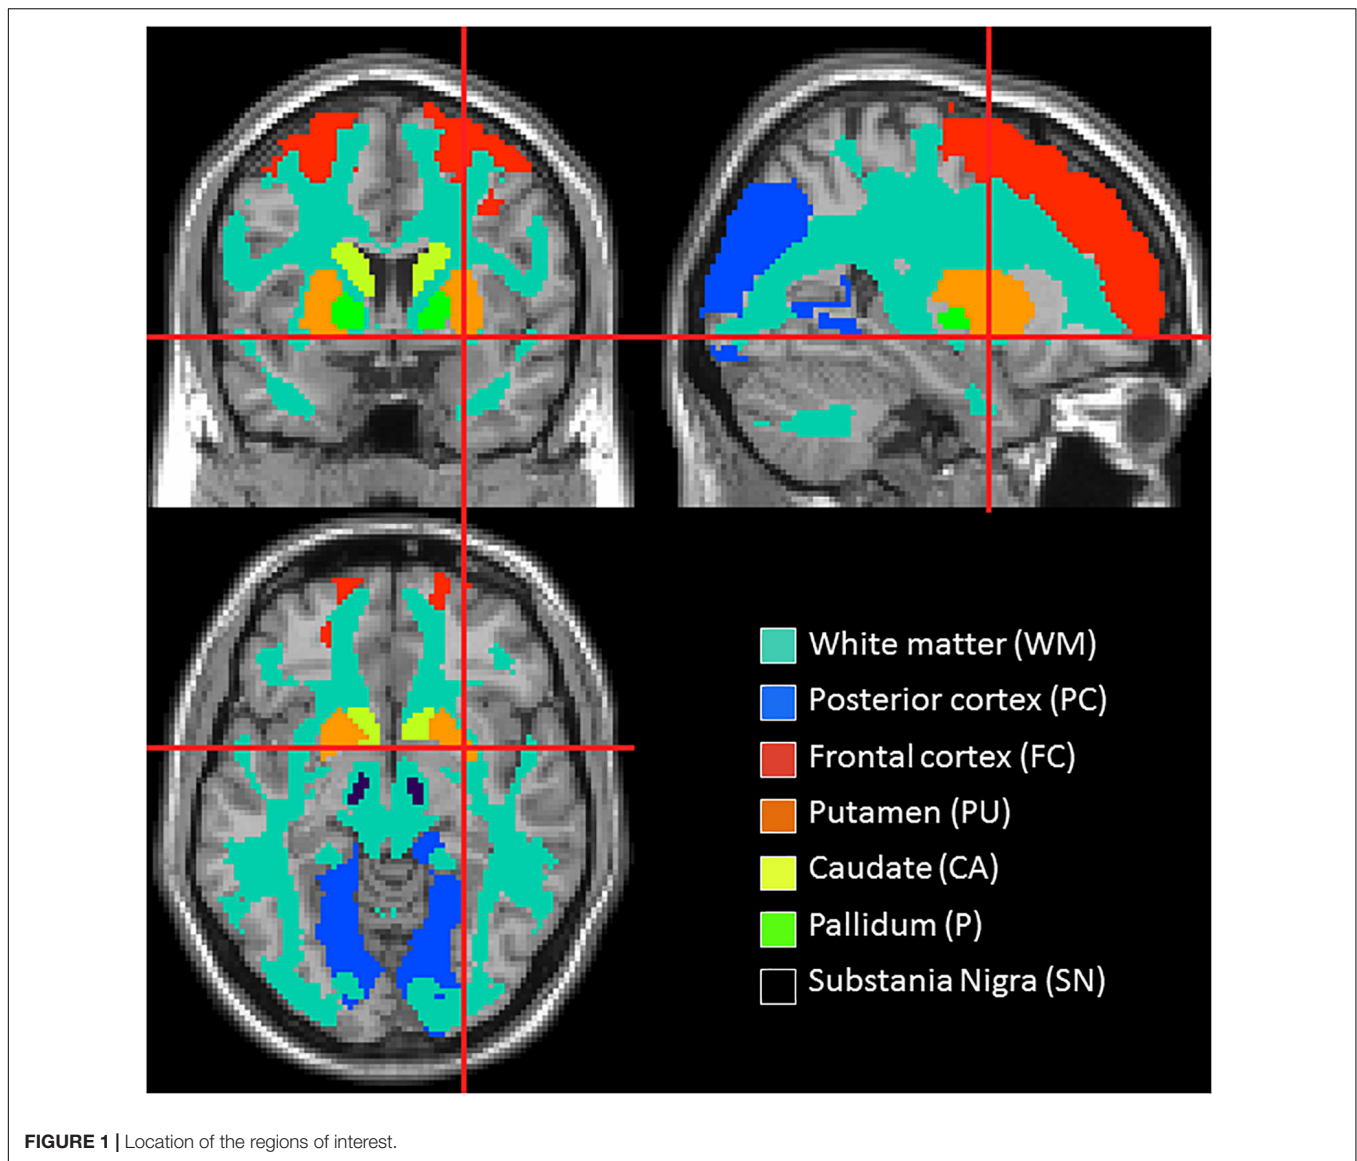 White matter (WM)
Posterior cortex (PC)
Frontal cortex (FC)
Putamen (PU)
Caudate (CA)
Pallidum (P)
Substania Nigra (SN)
FIGURE 1 | Location of the regions of interest.